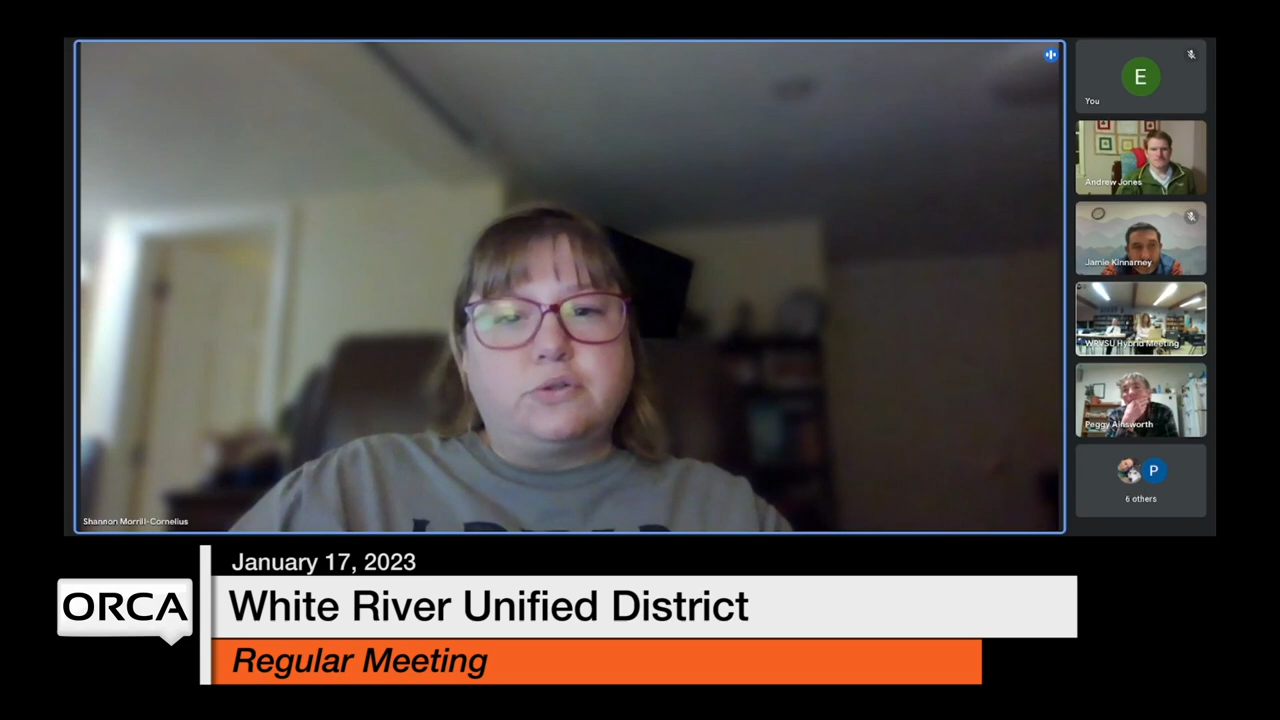 E
You
Andrew Jones
Jamie Kinnarney
WRVSU Hybrid Meeting
Peggy Ainsworth
P
6 others
Shannon Morrill-Cornelius
January 17, 2023
ORCA
White River Unified District
Regular Meeting